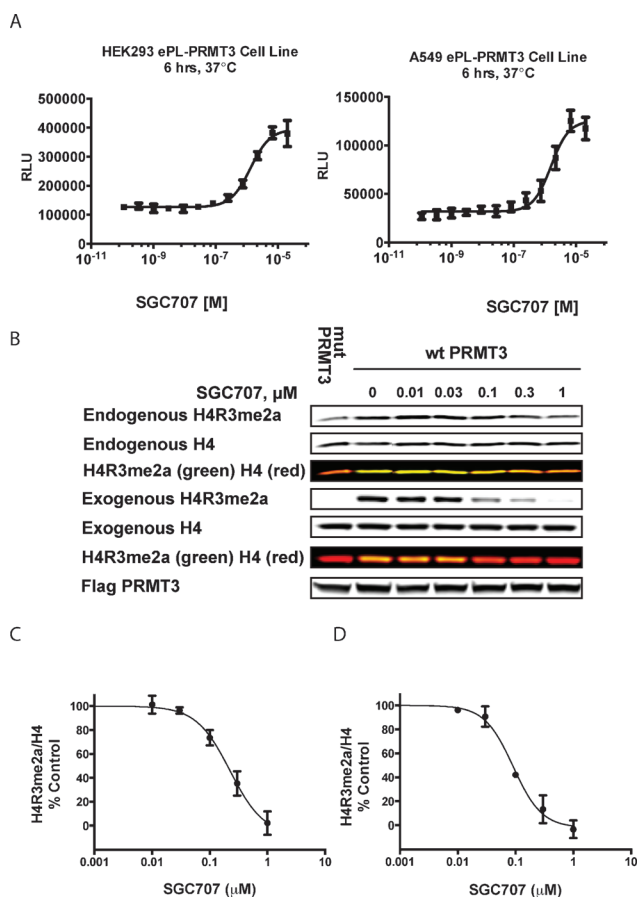 A
HEK293 ePL-PRMT3 Cell Line
6 hrs, 37°C
500000
400000
300000
200000
100000
0
RLU
10-11
10-9
10-7
10-5
SGC707 [M]
A549 ePL-PRMT3 Cell Line
6 hrs, 37°C
150000
100000
50000
0
RLU
10-11
10-9
10-7
10-5
SGC707 [M]
B
mut PRMT3
wt PRMT3
SGC707, µM 0 0.01 0.03 0.1 0.3 1
Endogenous H4R3me2a
Endogenous H4
H4R3me2a (green) H4 (red)
Exogenous H4R3me2a
Exogenous H4
H4R3me2a (green) H4 (red)
Flag PRMT3
C
H4R3me2a/H4
% Control
100
80
60
40
20
0
0.001 0.01 0.1 1 10
SGC707 (µM)
D
H4R3me2a/H4
% Control
100
80
60
40
20
0
0.001 0.01 0.1 1 10
SGC707 (µM)